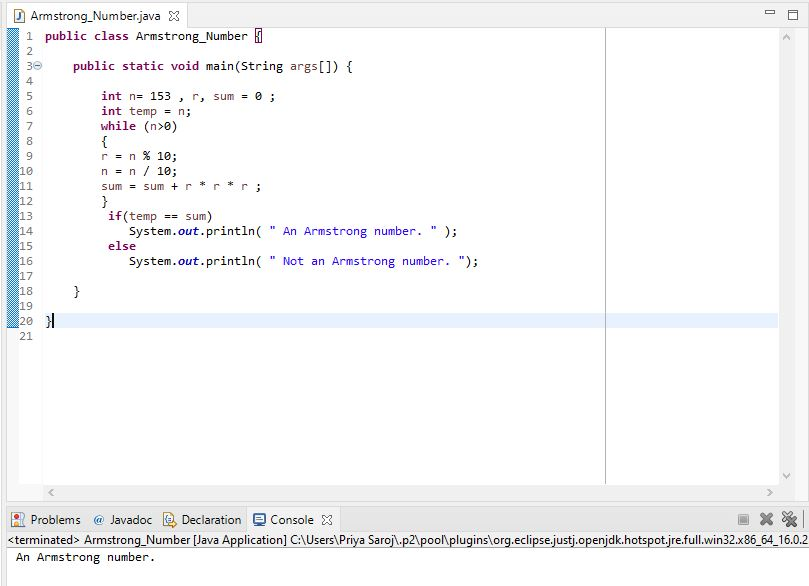 Armstrong_Number.java
1 public class Armstrong_Number {
2
3 public static void main(String args[]) {
4
5 int n= 153 , r, sum = 0 ;
6 int temp = n;
7 while (n>0)
8 {
9 r = n % 10;
10 n = n / 10;
11 sum = sum + r * r * r ;
12 }
13 if(temp == sum)
14 System.out.println( " An Armstrong number. " );
15 else
16 System.out.println( " Not an Armstrong number. ");
17
18 }
19
20 }
21
Problems @ Javadoc Declaration Console
<terminated> Armstrong_Number [Java Application] C:\Users\Priya Saroj\.p2\pool\plugins\org.eclipse.justj.openjdk.hotspot.jre.full.win32.x86_64_16.0.2
An Armstrong number.